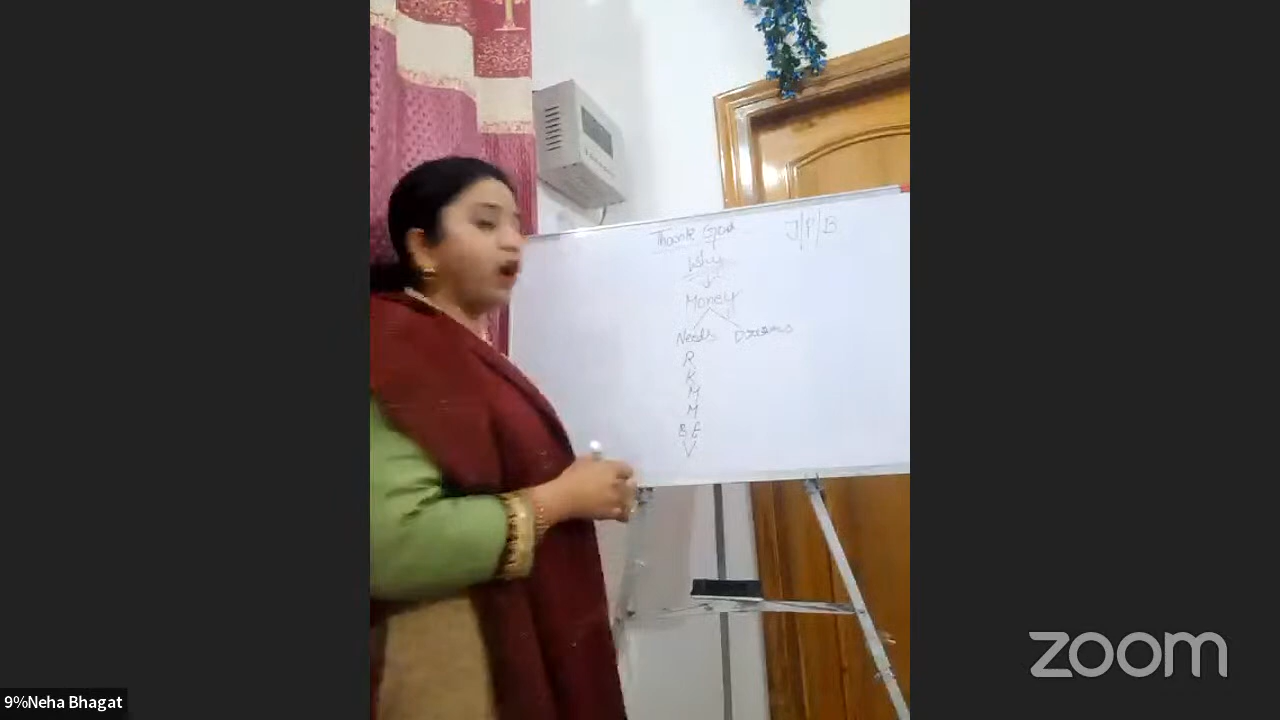 Thank God J/P/B
Why
Money
Needs Dreams
R
K
M
M
B E
V
zoom
9%Neha Bhagat